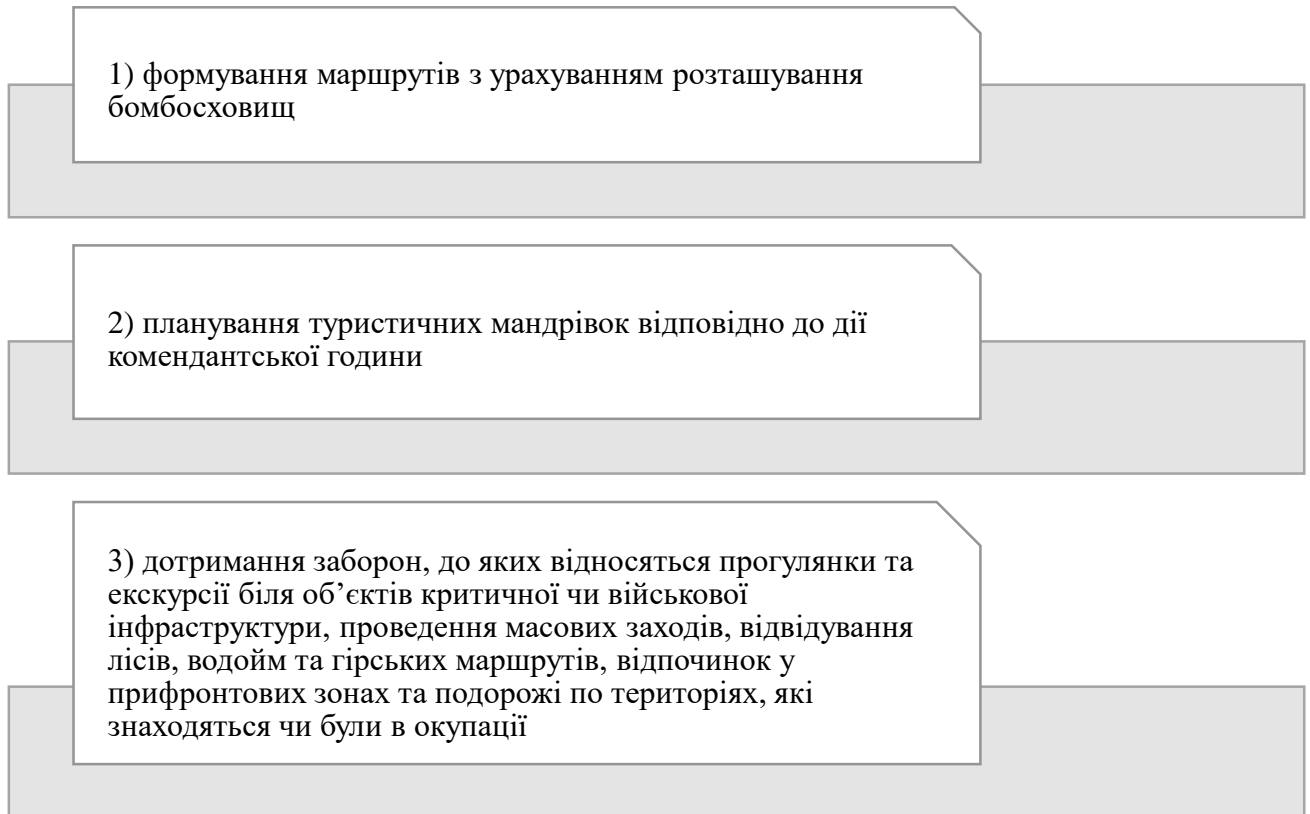 1) формування маршрутів з урахуванням розташування
бомбосховищ
2) планування туристичних мандрівок відповідно до дії
комендантської години
3) дотримання заборон, до яких відносяться прогулянки та
екскурсії біля об’єктів критичної чи військової
інфраструктури, проведення масових заходів, відвідування
лісів, водойм та гірських маршрутів, відпочинок у
прифронтових зонах та подорожі по територіях, які
знаходяться чи були в окупації